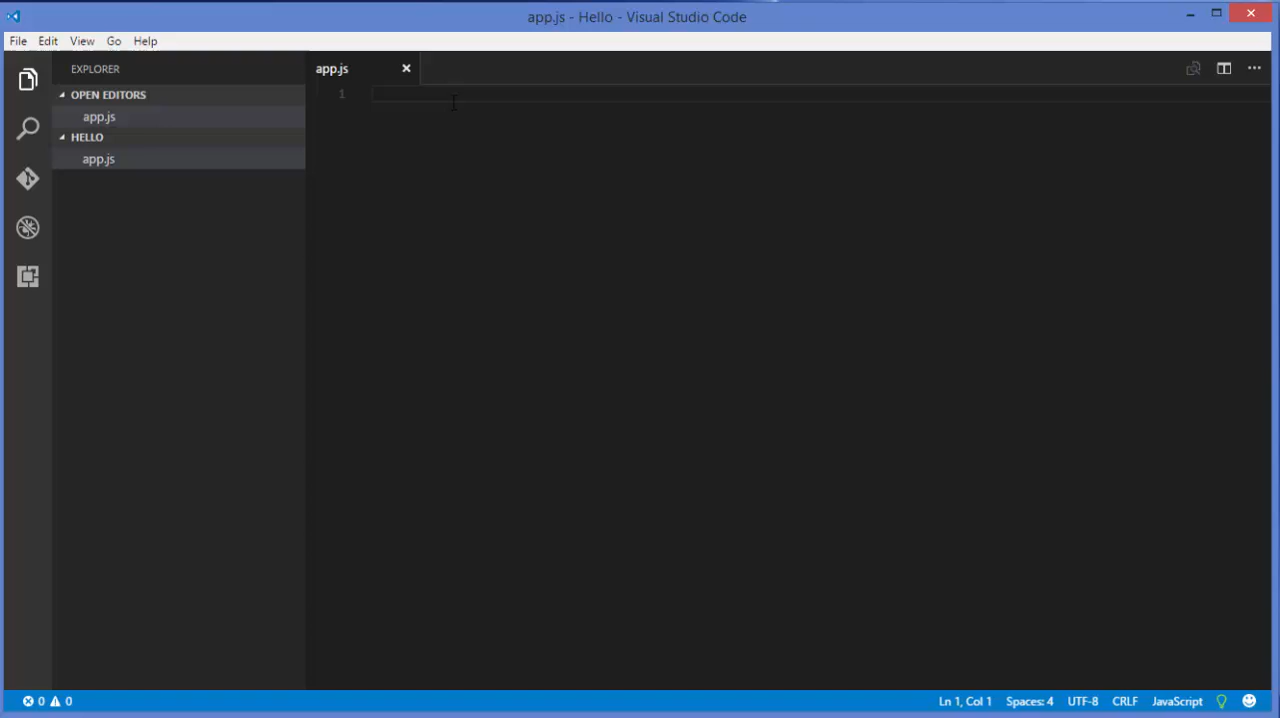 app.js - Hello - Visual Studio Code
File Edit View Go Help
EXPLORER
OPEN EDITORS
app.js
HELLO
app.js
app.js
1
0 0
Ln 1, Col 1 Spaces: 4 UTF-8 CRLF JavaScript